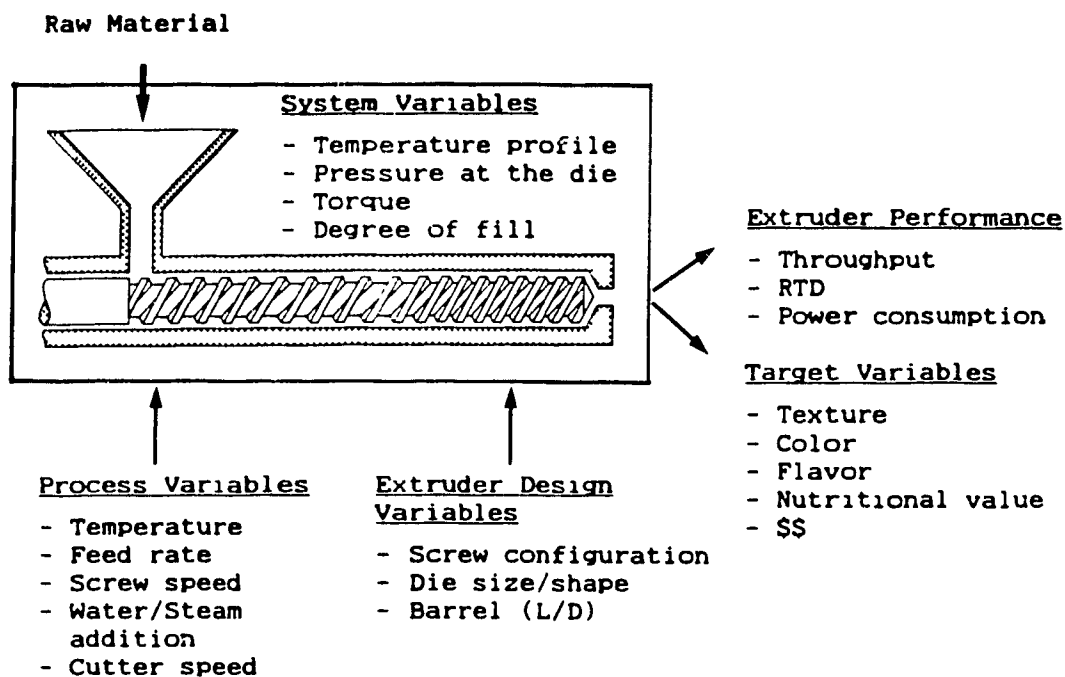 Raw Material
System Variables
- Temperature profile
- Pressure at the die
- Torque
- Degree of fill
Extruder Performance
- Throughput
- RTD
- Power consumption
Target Variables
- Texture
- Color
- Flavor
- Nutritional value
- $$
Process Variables
- Temperature
- Feed rate
- Screw speed
- Water/Steam
addition
- Cutter speed
Extruder Design
Variables
- Screw configuration
- Die size/shape
- Barrel (L/D)